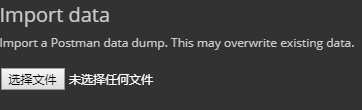 Import data
Import a Postman data dump. This may overwrite existing data.
选择文件 未选择任何文件